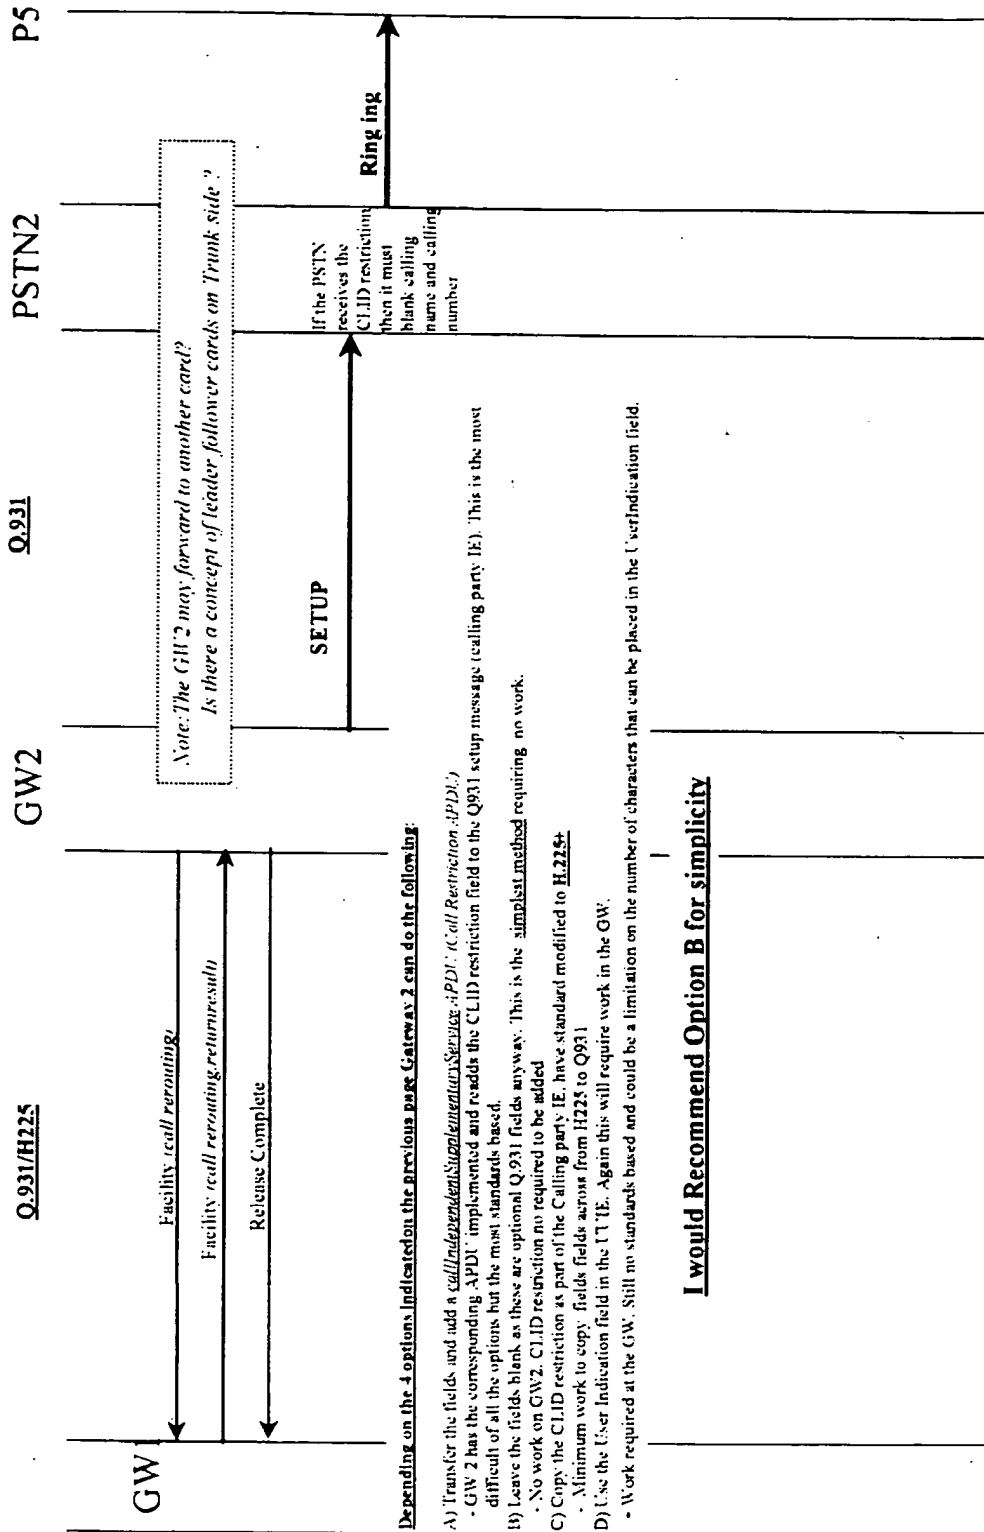 GW1
GW2
PSTN2
P5
Q.931/H225
Q.931
Note:The GW2 may forward to another card?
Is there a concept of leader follower cards on Trunk side ?
Facility (call rerouting)
Facility (call rerouting.returnresult)
Release Complete
SETUP
If the PSTN
receives the
CLID restriction
then it must
blank calling
name and calling
number
Ring ing
Depending on the 4 options Indicatedon the previous page Gateway 2 can do the following:
A) Transfer the fields and add a callIndependentSupplementaryService APDU (Call Restriction APDU)
- GW 2 has the corresponding APDU implemented and readds the CLID restriction field to the Q931 setup message (calling party IE). This is the most
difficult of all the options but the most standards based.
B) Leave the fields blank as these are optional Q.931 fields anyway. This is the simplest method requiring no work.
- No work on GW2. CLID restriction no required to be added
C) Copy the CLID restriction as part of the Calling party IE, have standard modified to H.225+
- Minimum work to copy fields fields across from H225 to Q931
D) Use the User Indication field in the UUIE. Again this will require work in the GW.
- Work required at the GW. Still no standards based and could be a limitation on the number of characters that can be placed in the UserIndication field.
I would Recommend Option B for simplicity